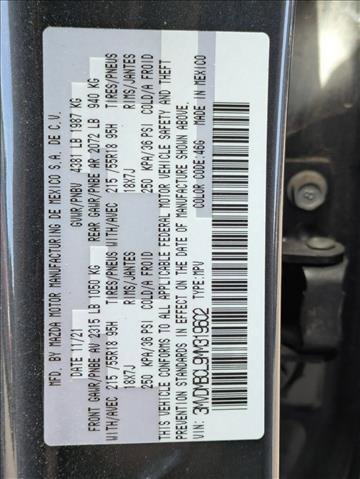 MFD. BY MAZDA MOTOR MANUFACTURING DE MEXICO S.A. DE C.V.
DATE 11/21 GVWR/PNBV 4381 LB 1987 KG
FRONT GAWR/PNBE AV 2315 LB 1050 KG REAR GAWR/PNBE AR 2072 LB 940 KG
WITH/AVEC 215/55R18 95H TIRES/PNEUS WITH/AVEC 215/55R18 95H TIRES/PNEUS
18X7J RIMS/JANTES 18X7J RIMS/JANTES
250 KPA/36 PSI COLD/A FROID 250 KPA/36 PSI COLD/A FROID
THIS VEHICLE CONFORMS TO ALL APPLICABLE FEDERAL MOTOR VEHICLE SAFETY AND THEFT
PREVENTION STANDARDS IN EFFECT ON THE DATE OF MANUFACTURE SHOWN ABOVE.
VIN: 3MVDMBCL9NM319602 TYPE: MPV COLOR CODE: 46G MADE IN MEXICO